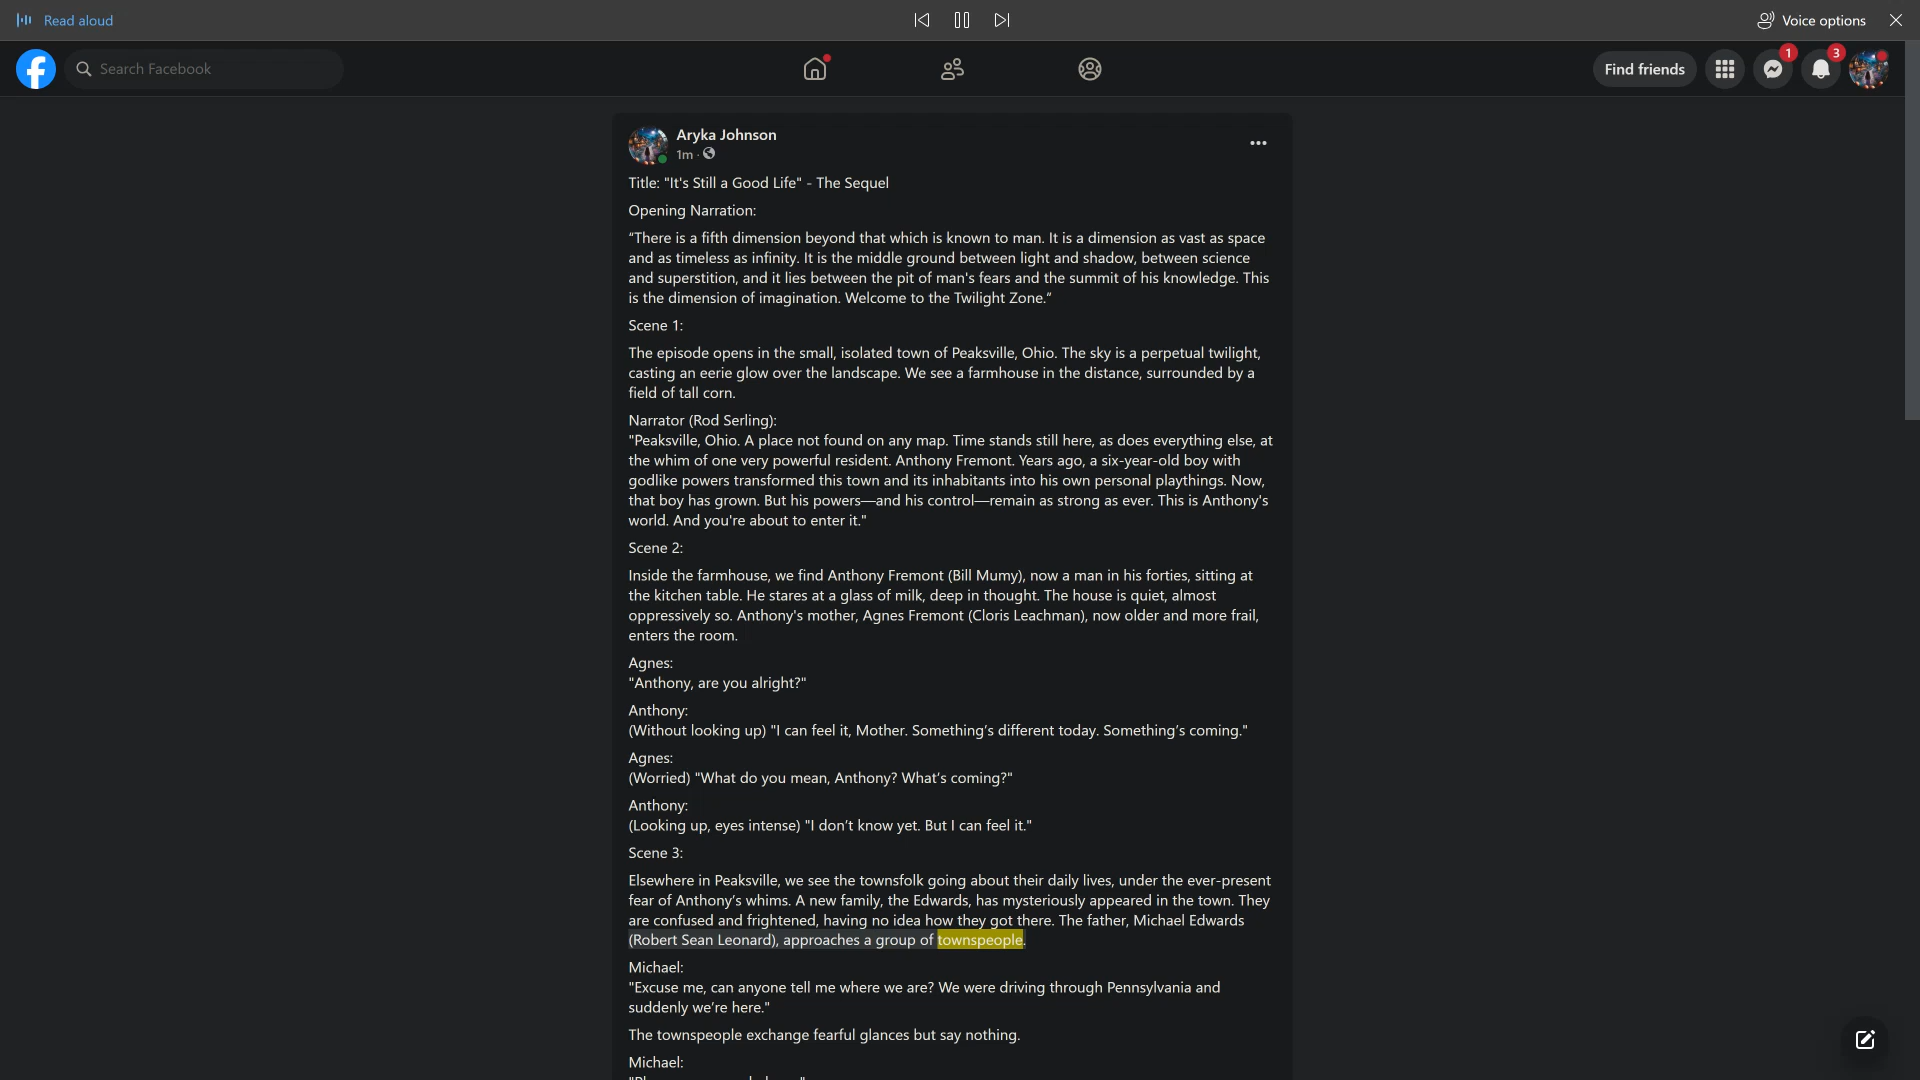 Read aloud
Voice options
Search Facebook
Find friends
1
3
Aryka Johnson
1m ·
Title: "It's Still a Good Life" - The Sequel
Opening Narration:
“There is a fifth dimension beyond that which is known to man. It is a dimension as vast as space
and as timeless as infinity. It is the middle ground between light and shadow, between science
and superstition, and it lies between the pit of man's fears and the summit of his knowledge. This
is the dimension of imagination. Welcome to the Twilight Zone.”
Scene 1:
The episode opens in the small, isolated town of Peaksville, Ohio. The sky is a perpetual twilight,
casting an eerie glow over the landscape. We see a farmhouse in the distance, surrounded by a
field of tall corn.
Narrator (Rod Serling):
"Peaksville, Ohio. A place not found on any map. Time stands still here, as does everything else, at
the whim of one very powerful resident. Anthony Fremont. Years ago, a six-year-old boy with
godlike powers transformed this town and its inhabitants into his own personal playthings. Now,
that boy has grown. But his powers—and his control—remain as strong as ever. This is Anthony's
world. And you're about to enter it."
Scene 2:
Inside the farmhouse, we find Anthony Fremont (Bill Mumy), now a man in his forties, sitting at
the kitchen table. He stares at a glass of milk, deep in thought. The house is quiet, almost
oppressively so. Anthony's mother, Agnes Fremont (Cloris Leachman), now older and more frail,
enters the room.
Agnes:
"Anthony, are you alright?"
Anthony:
(Without looking up) "I can feel it, Mother. Something’s different today. Something’s coming."
Agnes:
(Worried) "What do you mean, Anthony? What’s coming?"
Anthony:
(Looking up, eyes intense) "I don’t know yet. But I can feel it."
Scene 3:
Elsewhere in Peaksville, we see the townsfolk going about their daily lives, under the ever-present
fear of Anthony’s whims. A new family, the Edwards, has mysteriously appeared in the town. They
are confused and frightened, having no idea how they got there. The father, Michael Edwards
(Robert Sean Leonard), approaches a group of townspeople.
Michael:
"Excuse me, can anyone tell me where we are? We were driving through Pennsylvania and
suddenly we’re here."
The townspeople exchange fearful glances but say nothing.
Michael: